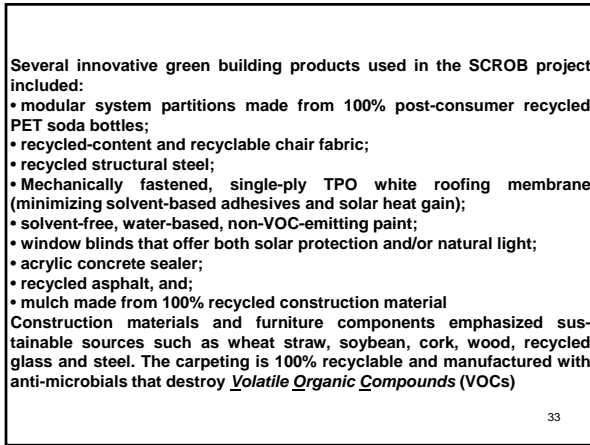 Several innovative green building products used in the SCROB project
included:
• modular system partitions made from 100% post-consumer recycled
PET soda bottles;
• recycled-content and recyclable chair fabric;
• recycled structural steel;
• Mechanically fastened, single-ply TPO white roofing membrane
(minimizing solvent-based adhesives and solar heat gain);
• solvent-free, water-based, non-VOC-emitting paint;
• window blinds that offer both solar protection and/or natural light;
• acrylic concrete sealer;
• recycled asphalt, and;
• mulch made from 100% recycled construction material
Construction materials and furniture components emphasized sus-
tainable sources such as wheat straw, soybean, cork, wood, recycled
glass and steel. The carpeting is 100% recyclable and manufactured with
anti-microbials that destroy Volatile Organic Compounds (VOCs)
33